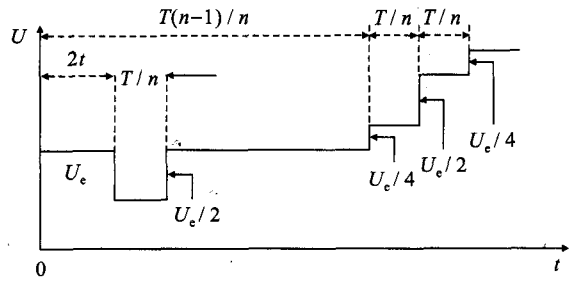 T(n−1)/n
T/n T/n
U
2t
T/n
U_e/4
U_e
U_e/4
U_e/2
U_e/2
0
t